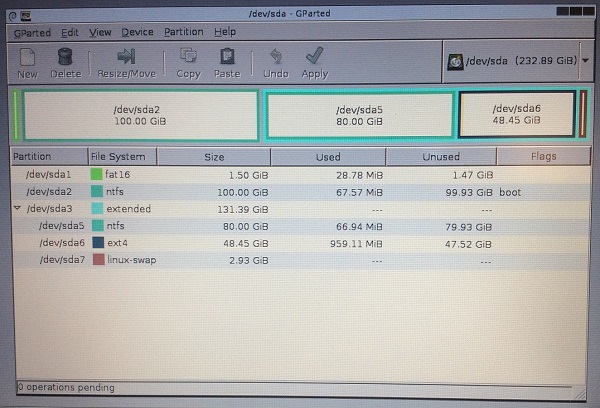 /dev/sda - GParted
GParted Edit View Device Partition Help
New Delete Resize/Move Copy Paste Undo Apply /dev/sda (232.89 GiB)
/dev/sda2 /dev/sda5 /dev/sda6
100.00 GiB 80.00 GiB 48.45 GiB
Partition File System Size Used Unused Flags
/dev/sda1 fat16 1.50 GiB 28.78 MiB 1.47 GiB
/dev/sda2 ntfs 100.00 GiB 67.57 MiB 99.93 GiB boot
/dev/sda3 extended 131.39 GiB --- ---
/dev/sda5 ntfs 80.00 GiB 66.94 MiB 79.93 GiB
/dev/sda6 ext4 48.45 GiB 959.11 MiB 47.52 GiB
/dev/sda7 linux-swap 2.93 GiB --- ---
0 operations pending